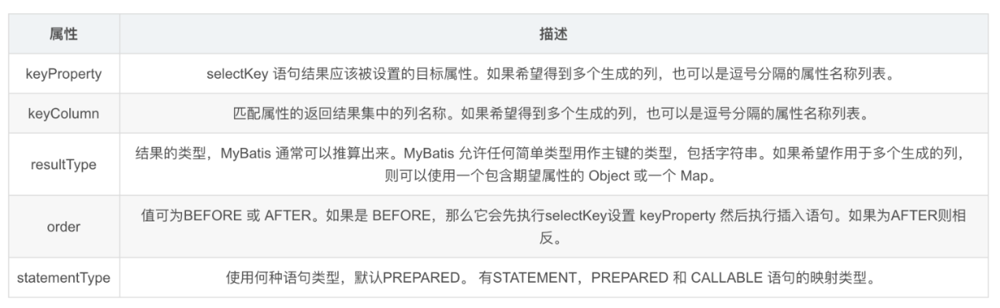 属性 描述
keyProperty selectKey 语句结果应该被设置的目标属性。如果希望得到多个生成的列，也可以是逗号分隔的属性名称列表。
keyColumn 匹配属性的返回结果集中的列名称。如果希望得到多个生成的列，也可以是逗号分隔的属性名称列表。
resultType 结果的类型，MyBatis 通常可以推算出来。MyBatis 允许任何简单类型用作主键的类型，包括字符串。如果希望作用于多个生成的列，
则可以使用一个包含期望属性的 Object 或一个 Map。
order 值可为BEFORE 或 AFTER。如果是 BEFORE，那么它会先执行selectKey设置 keyProperty 然后执行插入语句。如果为AFTER则相
反。
statementType 使用何种语句类型，默认PREPARED。 有STATEMENT，PREPARED 和 CALLABLE 语句的映射类型。